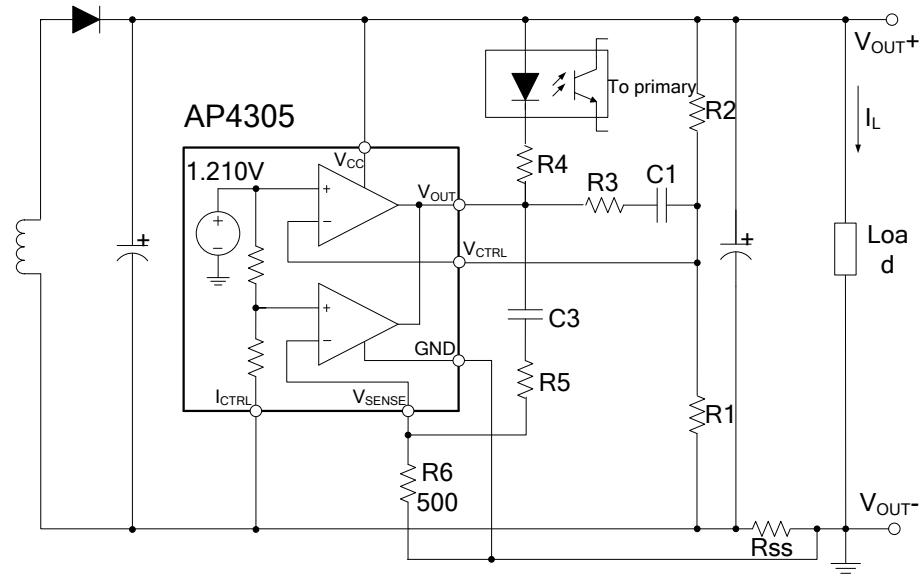 VOUT+
To primary
R2
AP4305
IL
1.210V
VCC
R4
VOUT
R3
C1
VCTRL
Loa
d
C3
GND
R5
ICTRL
VSENSE
R1
R6
500
VOUT-
Rss